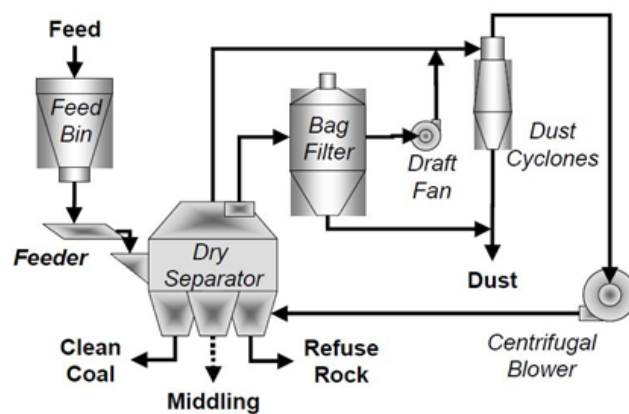 Feed
Feed
Bin
Feeder
Dry
Separator
Bag
Filter
Draft
Fan
Dust
Cyclones
Dust
Centrifugal
Blower
Clean
Coal
Middling
Refuse
Rock